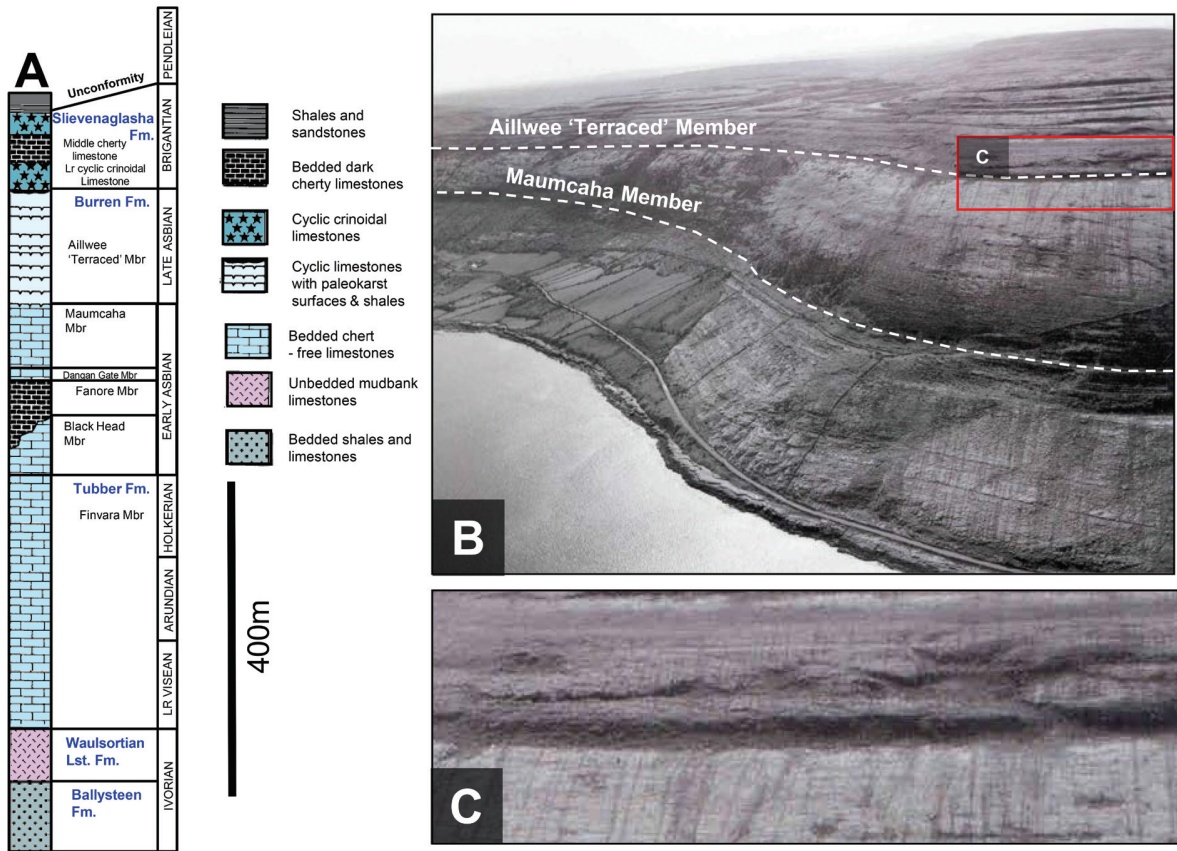 A
Unconformity
Slievenaglasha
Fm.
Middle cherty
limestone
Lr cyclic crinoidal
Limestone
Burren Fm.
Aillwee
'Terraced' Mbr
Maumcaha
Mbr
Dangan Gate Mbr
Fanore Mbr
Black Head
Mbr
Tubber Fm.
Finvara Mbr
Waulsortian
Lst. Fm.
Ballysteen
Fm.
PENDLEIAN
BRIGANTIAN
LATE ASBIAN
EARLY ASBIAN
HOLKERIAN
ARUNDIAN
LR VISEAN
IVORIAN
Shales and
sandstones
Bedded dark
cherty limestones
Cyclic crinoidal
limestones
Cyclic limestones
with paleokarst
surfaces & shales
Bedded chert
- free limestones
Unbedded mudbank
limestones
Bedded shales and
limestones
400m
Aillwee 'Terraced' Member
Maumcaha Member
C
B
C